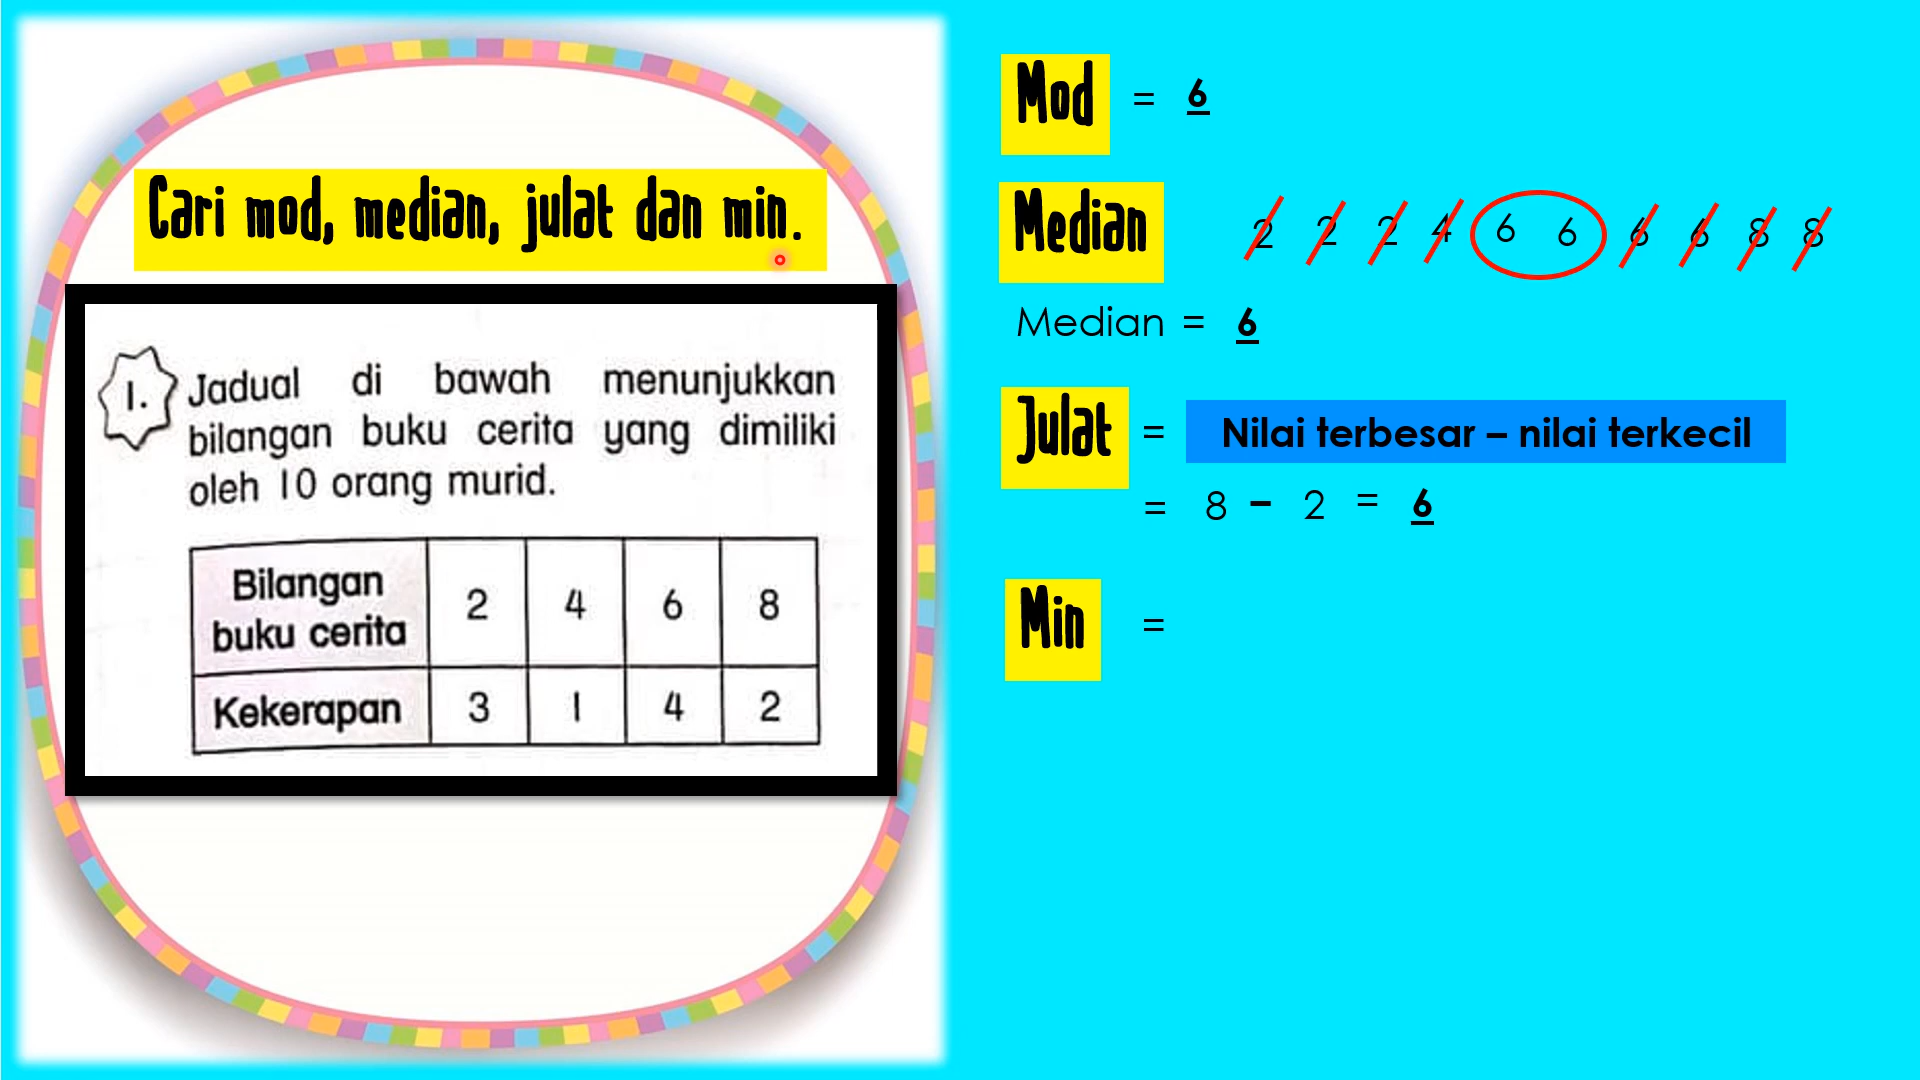 Cari mod, median, julat dan min.
1. Jadual di bawah menunjukkan
bilangan buku cerita yang dimiliki
oleh 10 orang murid.
Bilangan buku cerita 2 4 6 8
Kekerapan 3 1 4 2
Mod = 6
Median 2 2 2 4 6 6 6 6 8 8
Median = 6
Julat = Nilai terbesar – nilai terkecil
= 8 – 2 = 6
Min =